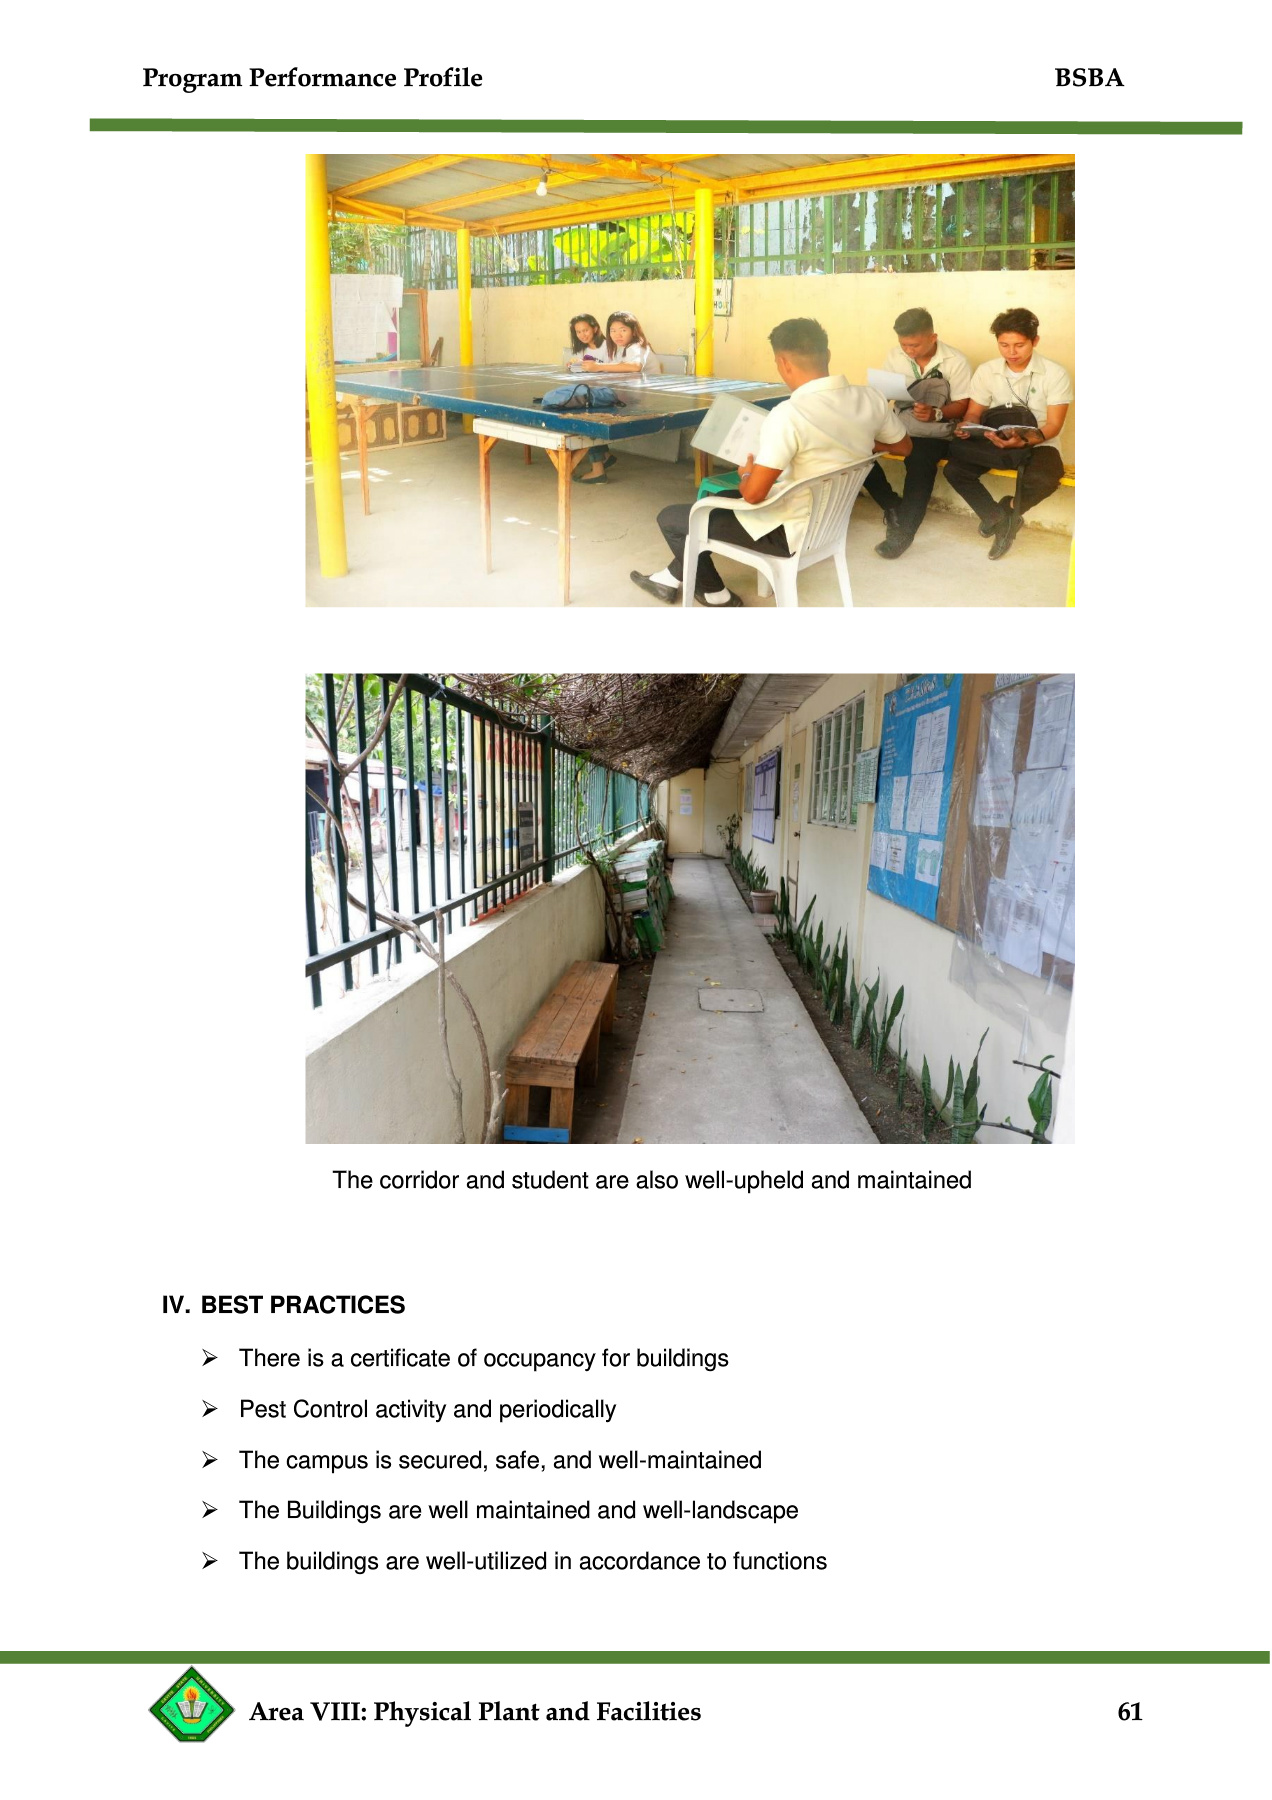 Program Performance Profile BSBA
The corridor and student are also well-upheld and maintained
IV. BEST PRACTICES
➢ There is a certificate of occupancy for buildings
➢ Pest Control activity and periodically
➢ The campus is secured, safe, and well-maintained
➢ The Buildings are well maintained and well-landscape
➢ The buildings are well-utilized in accordance to functions
Area VIII: Physical Plant and Facilities 61